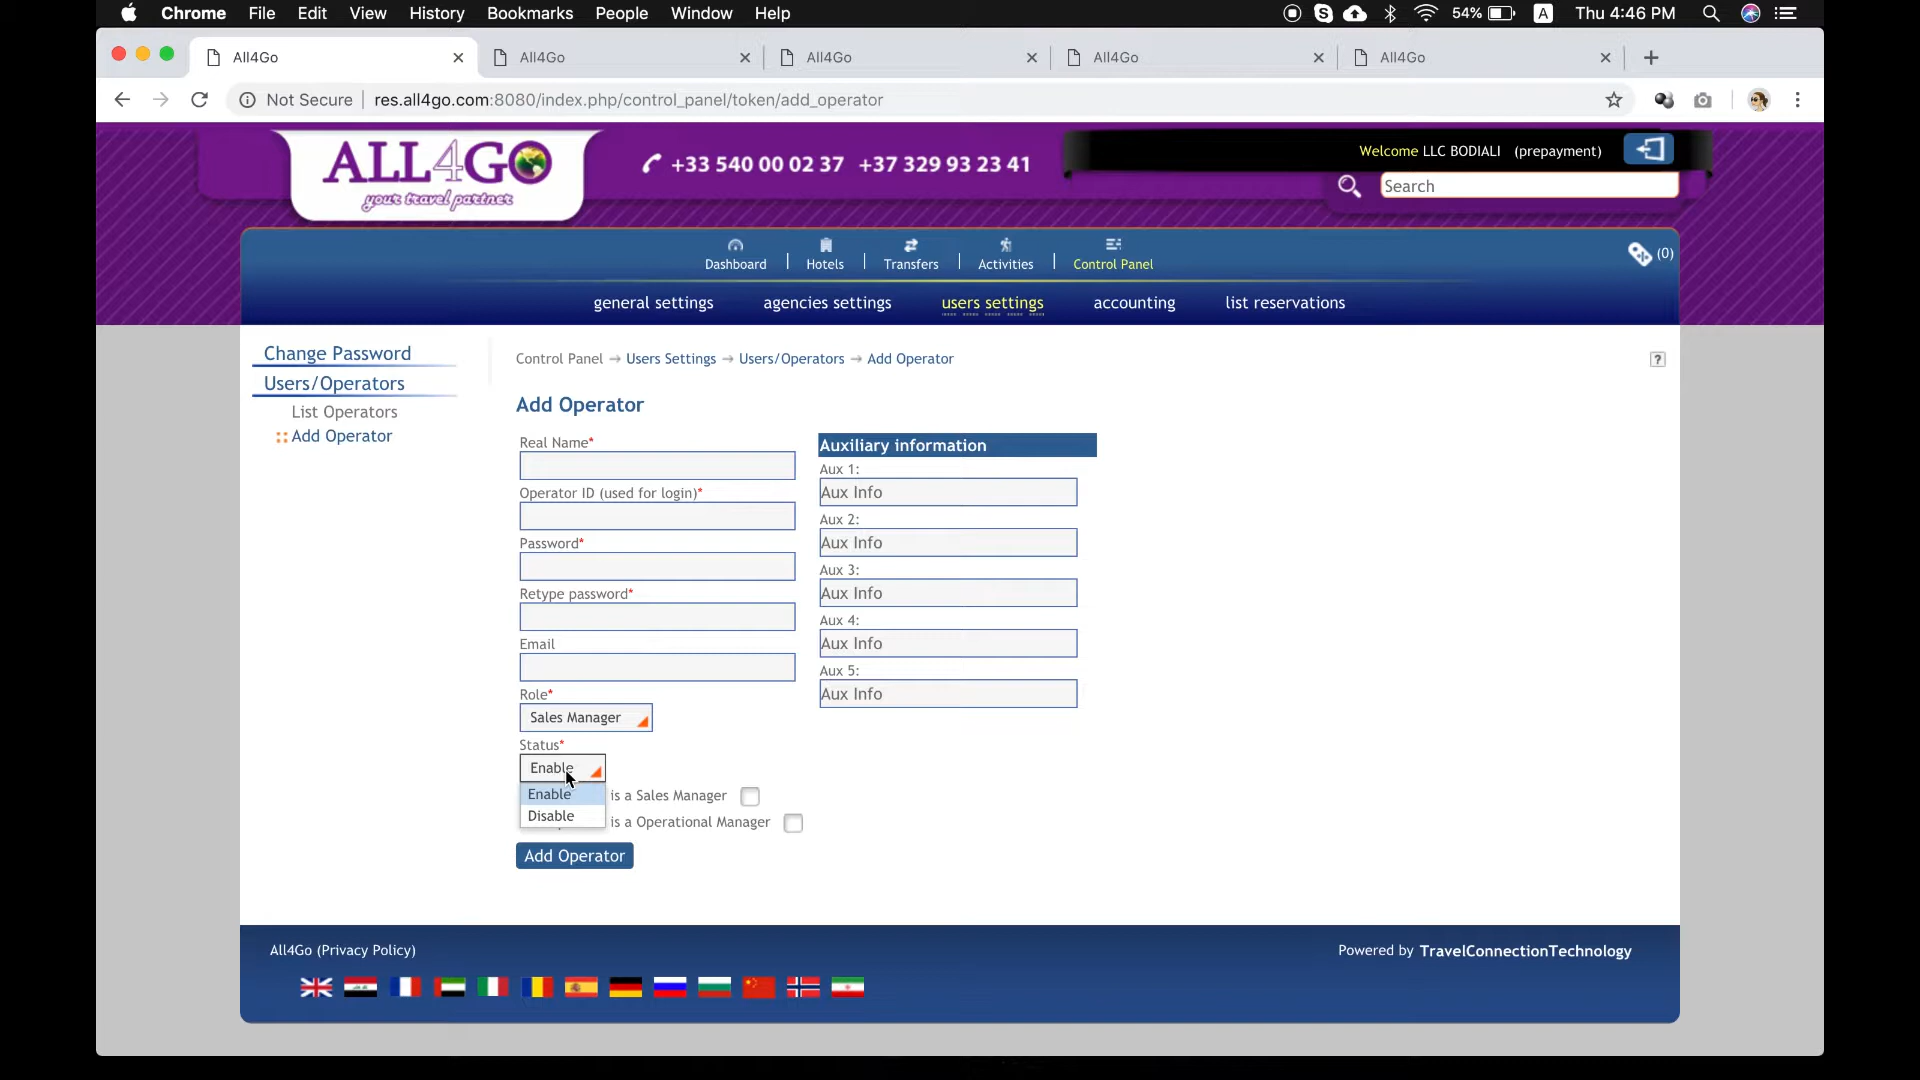 Chrome File Edit View History Bookmarks People Window Help
54% A Thu 4:46 PM
All4Go All4Go All4Go All4Go All4Go
Not Secure res.all4go.com:8080/index.php/control_panel/token/add_operator
ALL4GO
your travel partner
+33 540 00 02 37 +37 329 93 23 41
Welcome LLC BODIALI (prepayment)
Search
Dashboard Hotels Transfers Activities Control Panel
(0)
general settings agencies settings users settings accounting list reservations
Change Password
Users/Operators
List Operators
Add Operator
Control Panel → Users Settings → Users/Operators → Add Operator
?
Add Operator
Real Name*
Operator ID (used for login)*
Password*
Retype password*
Email
Role*
Sales Manager
Status*
Enable
Enable
Disable
is a Sales Manager
is a Operational Manager
Add Operator
Auxiliary information
Aux 1:
Aux Info
Aux 2:
Aux Info
Aux 3:
Aux Info
Aux 4:
Aux Info
Aux 5:
Aux Info
All4Go (Privacy Policy)
Powered by TravelConnectionTechnology